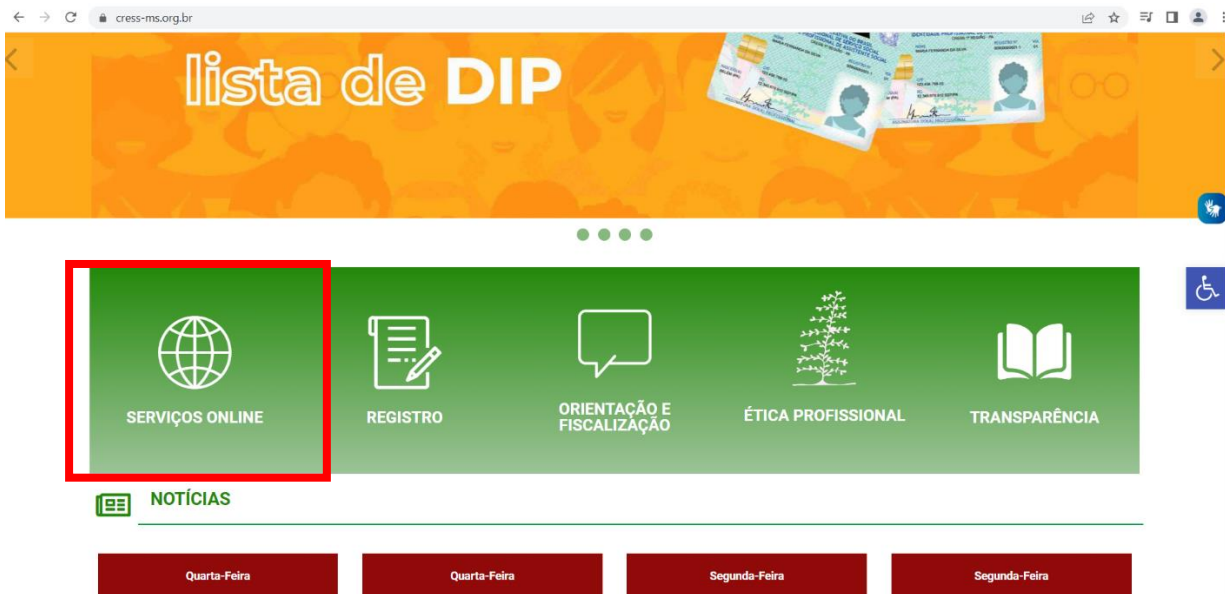 cress-ms.org.br
lista de DIP
SERVIÇOS ONLINE
REGISTRO
ORIENTAÇÃO E
FISCALIZAÇÃO
ÉTICA PROFISSIONAL
TRANSPARÊNCIA
NOTÍCIAS
Quarta-Feira
Quarta-Feira
Segunda-Feira
Segunda-Feira